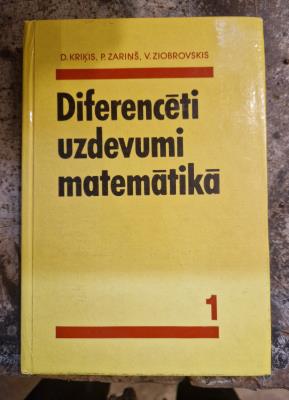 D. KRIĶIS, P. ZARIŅŠ, V. ZIOBROVSKIS
Diferencēti
uzdevumi
matemātikā
1